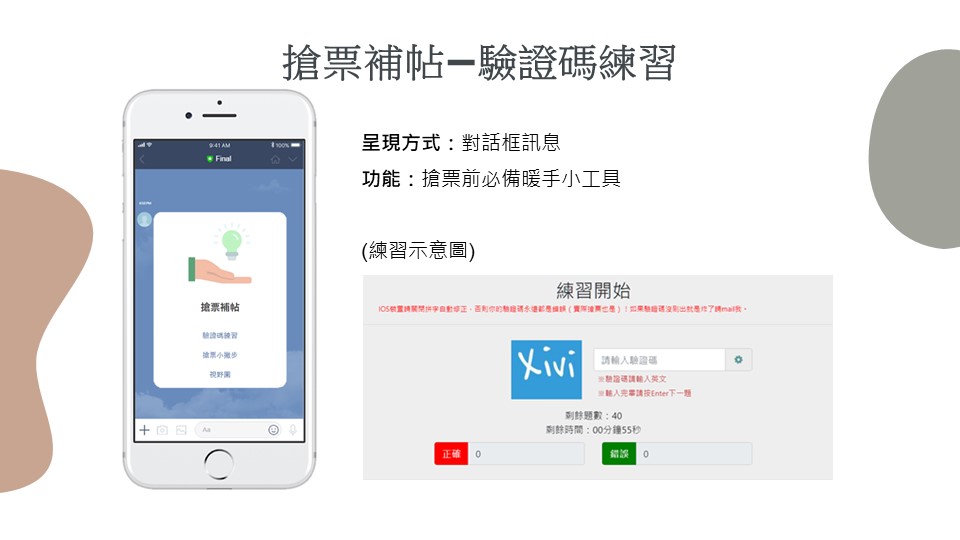 搶票補帖–驗證碼練習
9:41 AM
100%
Final
搶票補帖
驗證碼練習
搶票小撇步
視野圖
Aa
呈現方式：對話框訊息
功能：搶票前必備暖手小工具
(練習示意圖)
練習開始
IOS裝置請關閉拼字自動修正，否則你的驗證碼永遠都是錯誤（實際搶票也是）！如果驗證碼沒刷出就是炸了請mail我。
xivi
請輸入驗證碼
※驗證碼請輸入英文
※輸入完畢請按Enter下一題
剩餘題數：40
剩餘時間：00分鐘55秒
正確 0
錯誤 0